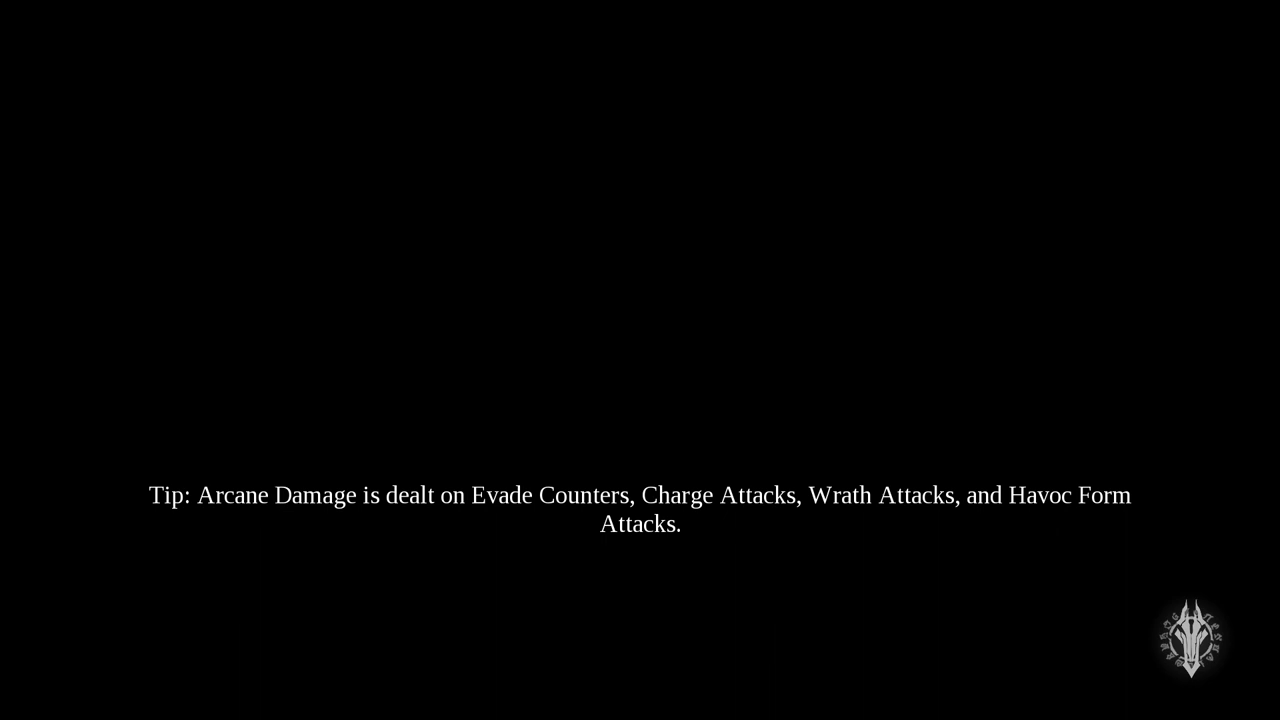 Tip: Arcane Damage is dealt on Evade Counters, Charge Attacks, Wrath Attacks, and Havoc Form
Attacks.